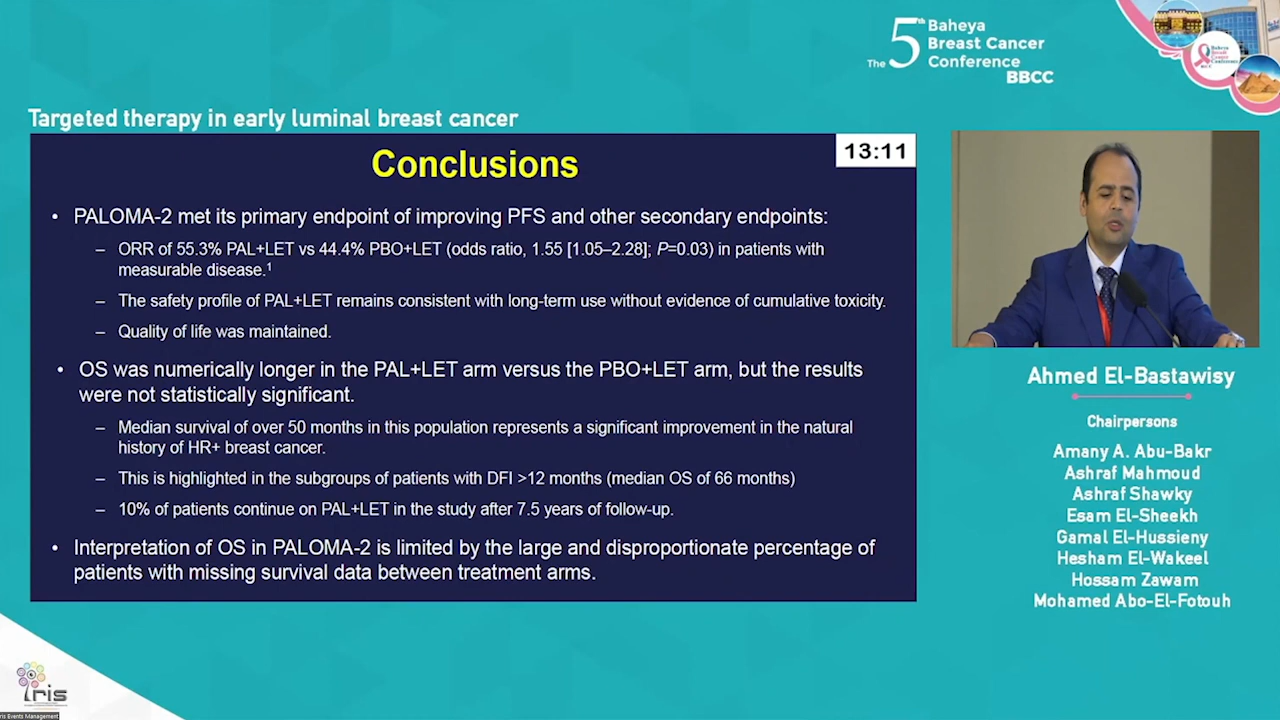 The 5th Baheya
Breast Cancer
Conference
BBCC
Baheya
Breast
Cancer
Conference
BCC
Targeted therapy in early luminal breast cancer
Conclusions
13:11
• PALOMA-2 met its primary endpoint of improving PFS and other secondary endpoints:
– ORR of 55.3% PAL+LET vs 44.4% PBO+LET (odds ratio, 1.55 [1.05–2.28]; P=0.03) in patients with
measurable disease.1
– The safety profile of PAL+LET remains consistent with long-term use without evidence of cumulative toxicity.
– Quality of life was maintained.
• OS was numerically longer in the PAL+LET arm versus the PBO+LET arm, but the results
were not statistically significant.
– Median survival of over 50 months in this population represents a significant improvement in the natural
history of HR+ breast cancer.
– This is highlighted in the subgroups of patients with DFI >12 months (median OS of 66 months)
– 10% of patients continue on PAL+LET in the study after 7.5 years of follow-up.
• Interpretation of OS in PALOMA-2 is limited by the large and disproportionate percentage of
patients with missing survival data between treatment arms.
Ahmed El-Bastawisy
Chairpersons
Amany A. Abu-Bakr
Ashraf Mahmoud
Ashraf Shawky
Esam El-Sheekh
Gamal El-Hussieny
Hesham El-Wakeel
Hossam Zawam
Mohamed Abo-El-Fotouh
Iris
Iris Events Management